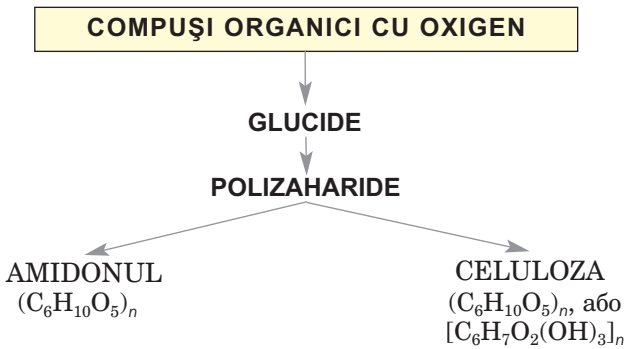 COMPUŞI ORGANICI CU OXIGEN
GLUCIDE
POLIZAHARIDE
AMIDONUL
(C₆H₁₀O₅)ₙ
CELULOZA
(C₆H₁₀O₅)ₙ, або
[C₆H₇O₂(OH)₃]ₙ